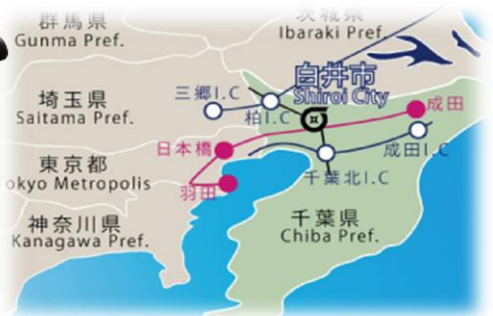 群馬県
Gunma Pref.
茨城県
Ibaraki Pref.
白井市
Shiroi City
三郷I.C
柏I.C
成田
埼玉県
Saitama Pref.
日本橋
成田I.C
東京都
Tokyo Metropolis
千葉北I.C
羽田
神奈川県
Kanagawa Pref.
千葉県
Chiba Pref.